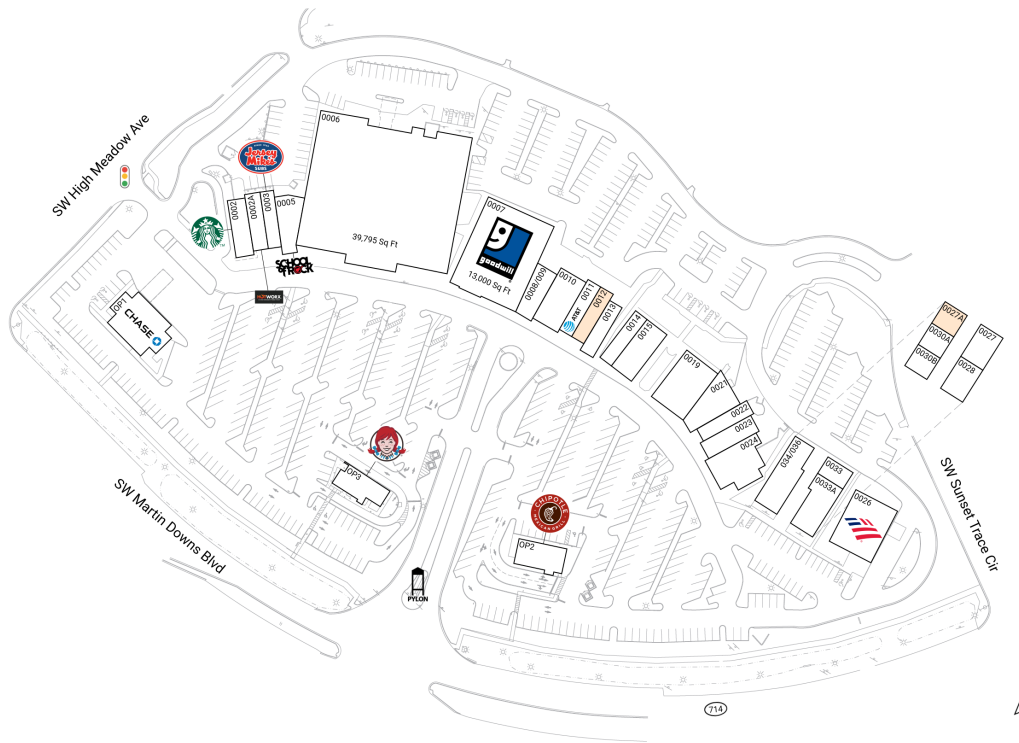 SW High Meadow Ave
0006
39,795 Sq Ft
Jersey
Mike's
SUBS
0002
0002A
0003
0005
SCHOOL
of ROCK
HOTWORX
OP1
CHASE
0007
goodwill
13,000 Sq Ft
0008/009
0010
0011
AT&T
0012
0013
0014
0015
0019
0021
0022
0023
0024
034/036
0033
0033A
0026
0027A
0030A
0030B
0027
0028
OP3
CHIPOTLE
MEXICAN GRILL
OP2
PYLON
SW Martin Downs Blvd
SW Sunset Trace Cir
714